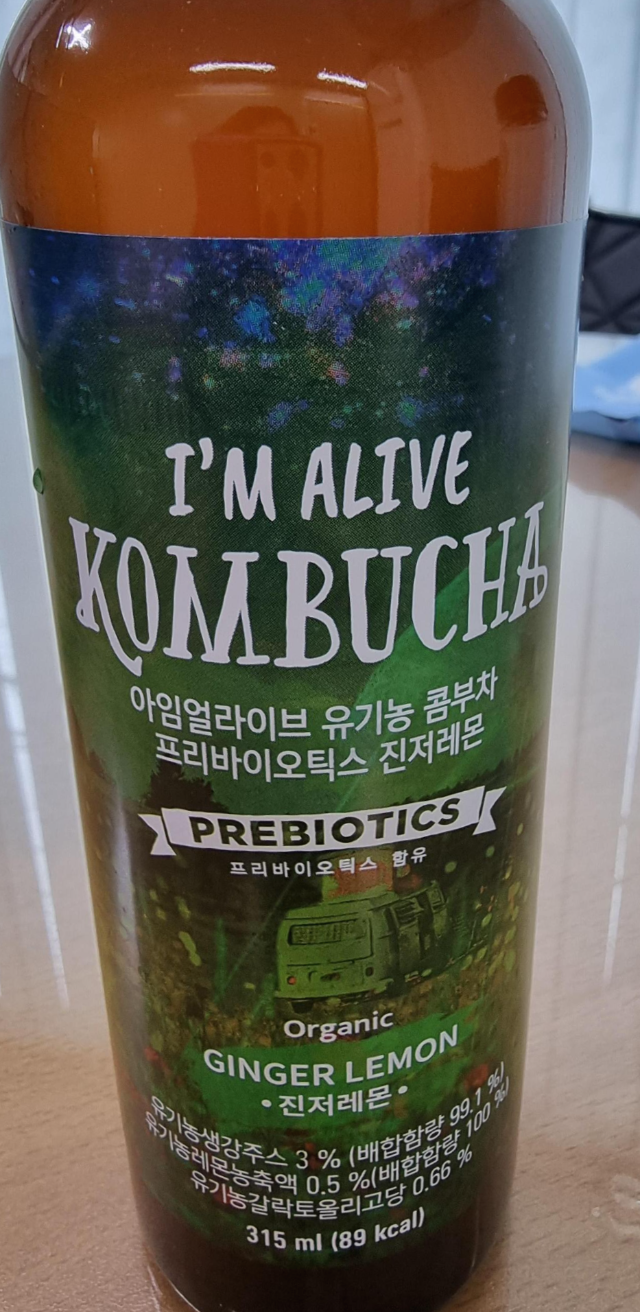 I'M ALIVE
KOMBUCHA
아임얼라이브 유기농 콤부차
프리바이오틱스 진저레몬
PREBIOTICS
프리바이오틱스 함유
Organic
GINGER LEMON
• 진저레몬 •
유기농생강주스 3 % (배합함량 99.1 %)
유기농레몬농축액 0.5 %(배합함량 100 %)
유기농갈락토올리고당 0.66 %
315 ml (89 kcal)